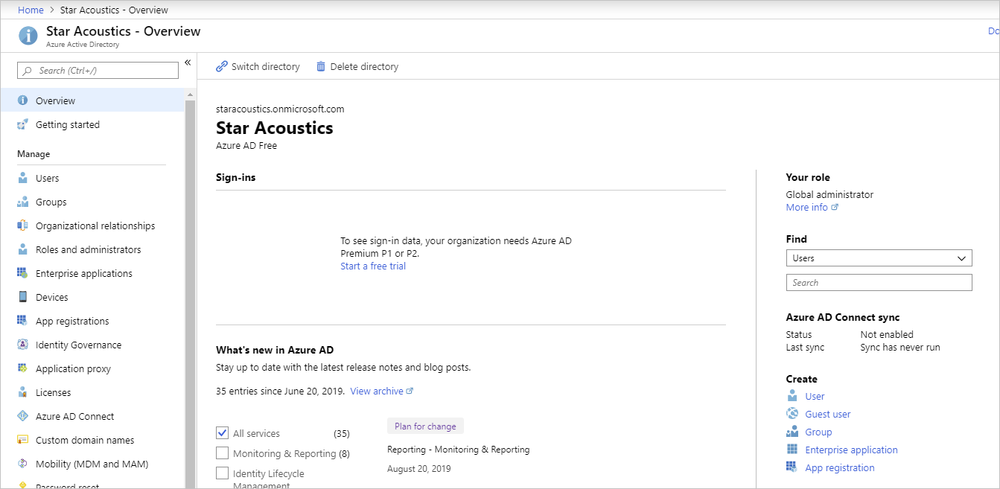 Home > Star Acoustics - Overview
Star Acoustics - Overview
Azure Active Directory
Do
Search (Ctrl+/)
«
Overview
Getting started
Manage
Users
Groups
Organizational relationships
Roles and administrators
Enterprise applications
Devices
App registrations
Identity Governance
Application proxy
Licenses
Azure AD Connect
Custom domain names
Mobility (MDM and MAM)
Password reset
Switch directory
Delete directory
staracoustics.onmicrosoft.com
Star Acoustics
Azure AD Free
Sign-ins
To see sign-in data, your organization needs Azure AD
Premium P1 or P2.
Start a free trial
What's new in Azure AD
Stay up to date with the latest release notes and blog posts.
35 entries since June 20, 2019. View archive
All services (35)
Monitoring & Reporting (8)
Identity Lifecycle
Management
Plan for change
Reporting - Monitoring & Reporting
August 20, 2019
Your role
Global administrator
More info
Find
Users
Search
Azure AD Connect sync
Status Not enabled
Last sync Sync has never run
Create
User
Guest user
Group
Enterprise application
App registration